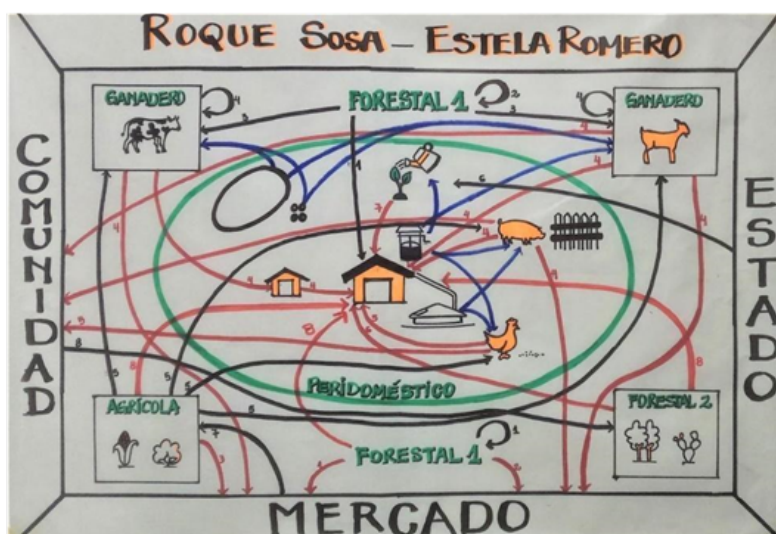 ROQUE SOSA - ESTELA ROMERO
GANADERO
FORESTAL 1
GANADERO
COMUNIDAD
ESTADO
PERIDOMÉSTICO
AGRÍCOLA
FORESTAL 2
FORESTAL 1
MERCADO